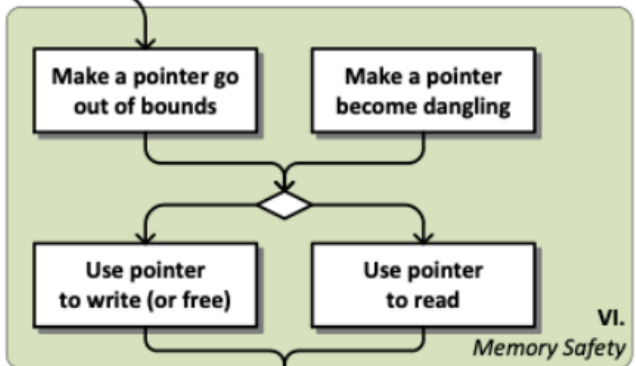 Make a pointer go
out of bounds
Make a pointer
become dangling
Use pointer
to write (or free)
Use pointer
to read
VI.
Memory Safety